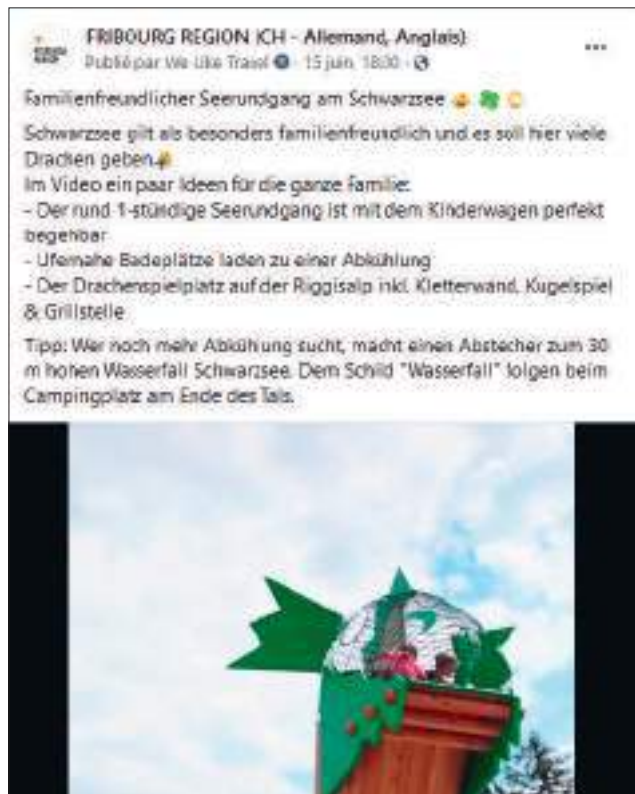 FRIBOURG REGION (CH - Allemand, Anglais)
Publié par We Like Travel · 15 juin, 18:00 ·
Familienfreundlicher Seerundgang am Schwarzsee
Schwarzsee gilt als besonders familienfreundlich und es soll hier viele
Drachen geben
Im Video ein paar Ideen für die ganze Familie:
- Der rund 1-stündige Seerundgang ist mit dem Kinderwagen perfekt
begehbar
- Ufernahe Badeplätze laden zu einer Abkühlung
- Der Drachenspielplatz auf der Riggisalp inkl. Kletterwand, Kugelspiel
& Grillstelle
Tipp: Wer noch mehr Abkühlung sucht, macht einen Abstecher zum 30
m hohen Wasserfall Schwarzsee. Dem Schild "Wasserfall" folgen beim
Campingplatz am Ende des Tals.